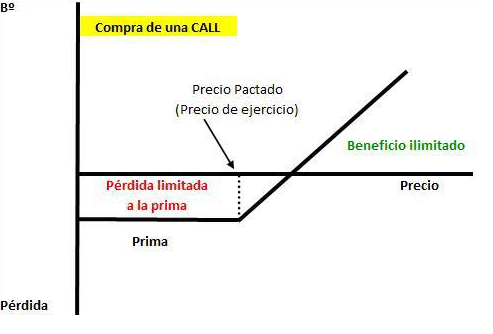 Bº
Compra de una CALL
Precio Pactado
(Precio de ejercicio)
Beneficio ilimitado
Pérdida limitada
a la prima
Precio
Prima
Pérdida